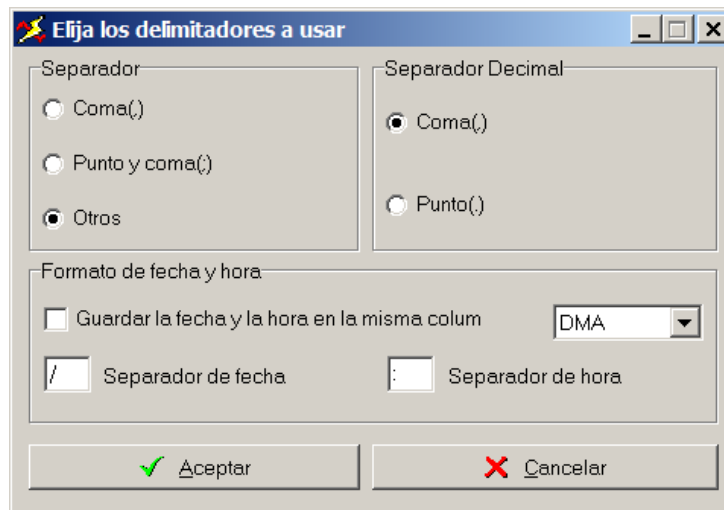 Elija los delimitadores a usar
Separador
Coma(,)
Punto y coma(;)
Otros
Separador Decimal
Coma(,)
Punto(.)
Formato de fecha y hora
Guardar la fecha y la hora en la misma colum
DMA
/ Separador de fecha
: Separador de hora
Aceptar
Cancelar